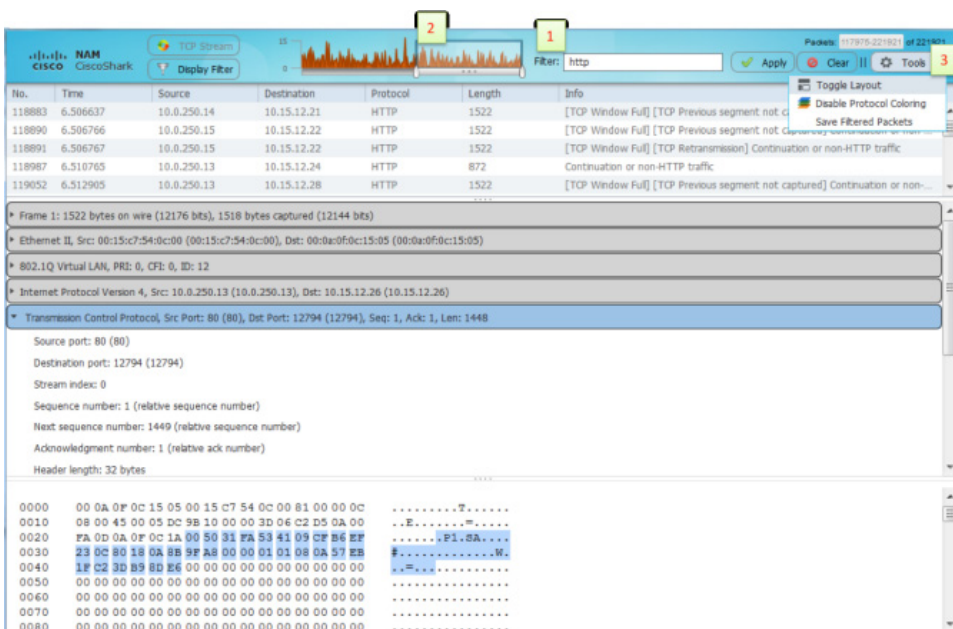 2
1
3
CISCO
NAM
CiscoShark
TCP Stream
Display Filter
15
0
Filter:
http
Apply
Clear
Tools
Packets: 117975-221921 of 221921
Toggle Layout
Disable Protocol Coloring
Save Filtered Packets
No. Time Source Destination Protocol Length Info
118883 6.506637 10.0.250.14 10.15.12.21 HTTP 1522 [TCP Window Full] [TCP Previous segment not ca
118890 6.506766 10.0.250.15 10.15.12.22 HTTP 1522 [TCP Window Full] [TCP Previous segment not captured] Continuation or non-...
118891 6.506767 10.0.250.15 10.15.12.22 HTTP 1522 [TCP Window Full] [TCP Retransmission] Continuation or non-HTTP traffic
118987 6.510765 10.0.250.13 10.15.12.24 HTTP 872 Continuation or non-HTTP traffic
119052 6.512905 10.0.250.13 10.15.12.28 HTTP 1522 [TCP Window Full] [TCP Previous segment not captured] Continuation or non-...
Frame 1: 1522 bytes on wire (12176 bits), 1518 bytes captured (12144 bits)
Ethernet II, Src: 00:15:c7:54:0c:00 (00:15:c7:54:0c:00), Dst: 00:0a:0f:0c:15:05 (00:0a:0f:0c:15:05)
802.1Q Virtual LAN, PRI: 0, CFI: 0, ID: 12
Internet Protocol Version 4, Src: 10.0.250.13 (10.0.250.13), Dst: 10.15.12.26 (10.15.12.26)
Transmission Control Protocol, Src Port: 80 (80), Dst Port: 12794 (12794), Seq: 1, Ack: 1, Len: 1448
Source port: 80 (80)
Destination port: 12794 (12794)
Stream index: 0
Sequence number: 1 (relative sequence number)
Next sequence number: 1449 (relative sequence number)
Acknowledgment number: 1 (relative ack number)
Header length: 32 bytes
0000 00 0A 0F 0C 15 05 00 15 C7 54 0C 00 81 00 00 0C .........T......
0010 08 00 45 00 05 DC 9B 10 00 00 3D 06 C2 D5 0A 00 ..E.......=.....
0020 FA 0D 0A 0F 0C 1A 00 50 31 FA 53 41 09 CF B6 EF .......P1.SA....
0030 23 0C 80 18 0A 8B 9F A8 00 00 01 01 08 0A 57 EB #.............W.
0040 1F C2 3D B9 8D E6 00 00 00 00 00 00 00 00 00 00 ..=.............
0050 00 00 00 00 00 00 00 00 00 00 00 00 00 00 00 00 ................
0060 00 00 00 00 00 00 00 00 00 00 00 00 00 00 00 00 ................
0070 00 00 00 00 00 00 00 00 00 00 00 00 00 00 00 00 ................
0080 00 00 00 00 00 00 00 00 00 00 00 00 00 00 00 00 ................